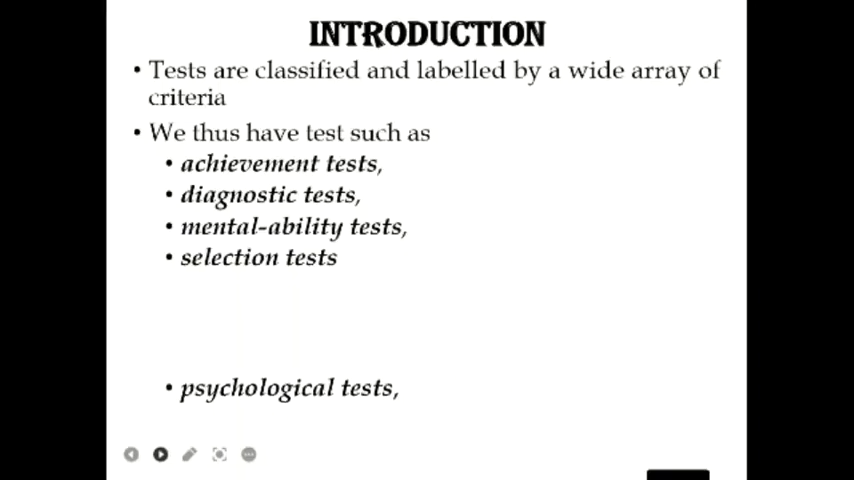 INTRODUCTION
• Tests are classified and labelled by a wide array of
criteria
• We thus have test such as
• achievement tests,
• diagnostic tests,
• mental-ability tests,
• selection tests
• psychological tests,